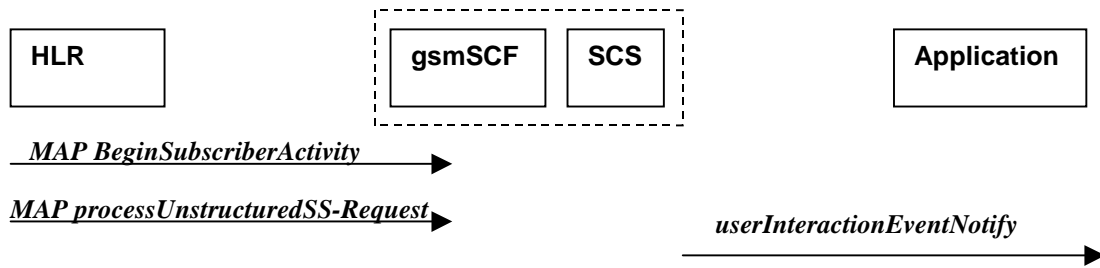 HLR
gsmSCF
SCS
Application
MAP BeginSubscriberActivity
MAP processUnstructuredSS-Request
userInteractionEventNotify